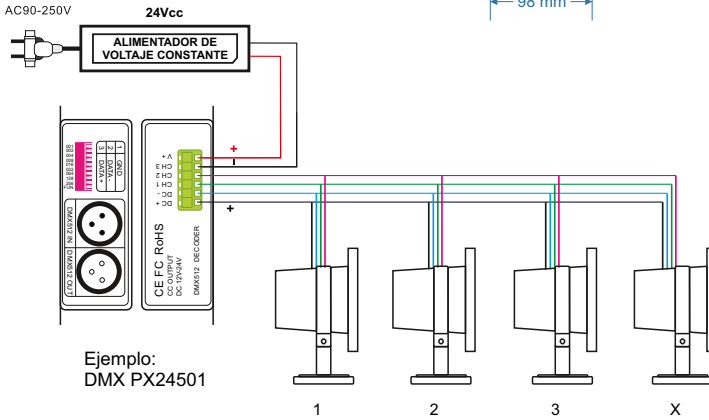 AC90-250V
24Vcc
98 mm
ALIMENTADOR DE
VOLTAJE CONSTANTE
+
-
V +
CH 3
CH 2
CH 1
DC -
DC +
+
1 GND
2 DATA -
3 DATA +
DMX512 IN
DMX512 OUT
CE FC RoHS
CC OUTPUT
DC 12V-24V
DMX512 DECODER
Ejemplo:
DMX PX24501
1
2
3
X